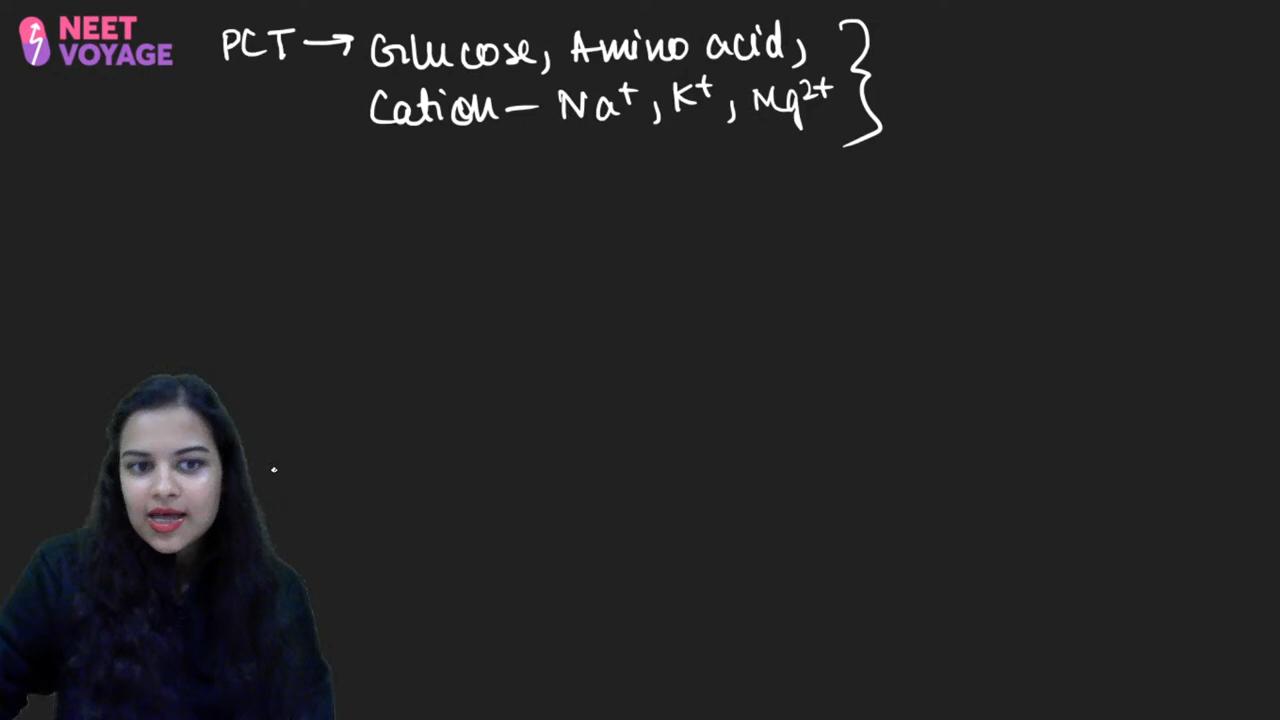 NEET
VOYAGE
PCT → Glucose, Amino acid,
Cation — Na⁺, K⁺, Mg²⁺ }